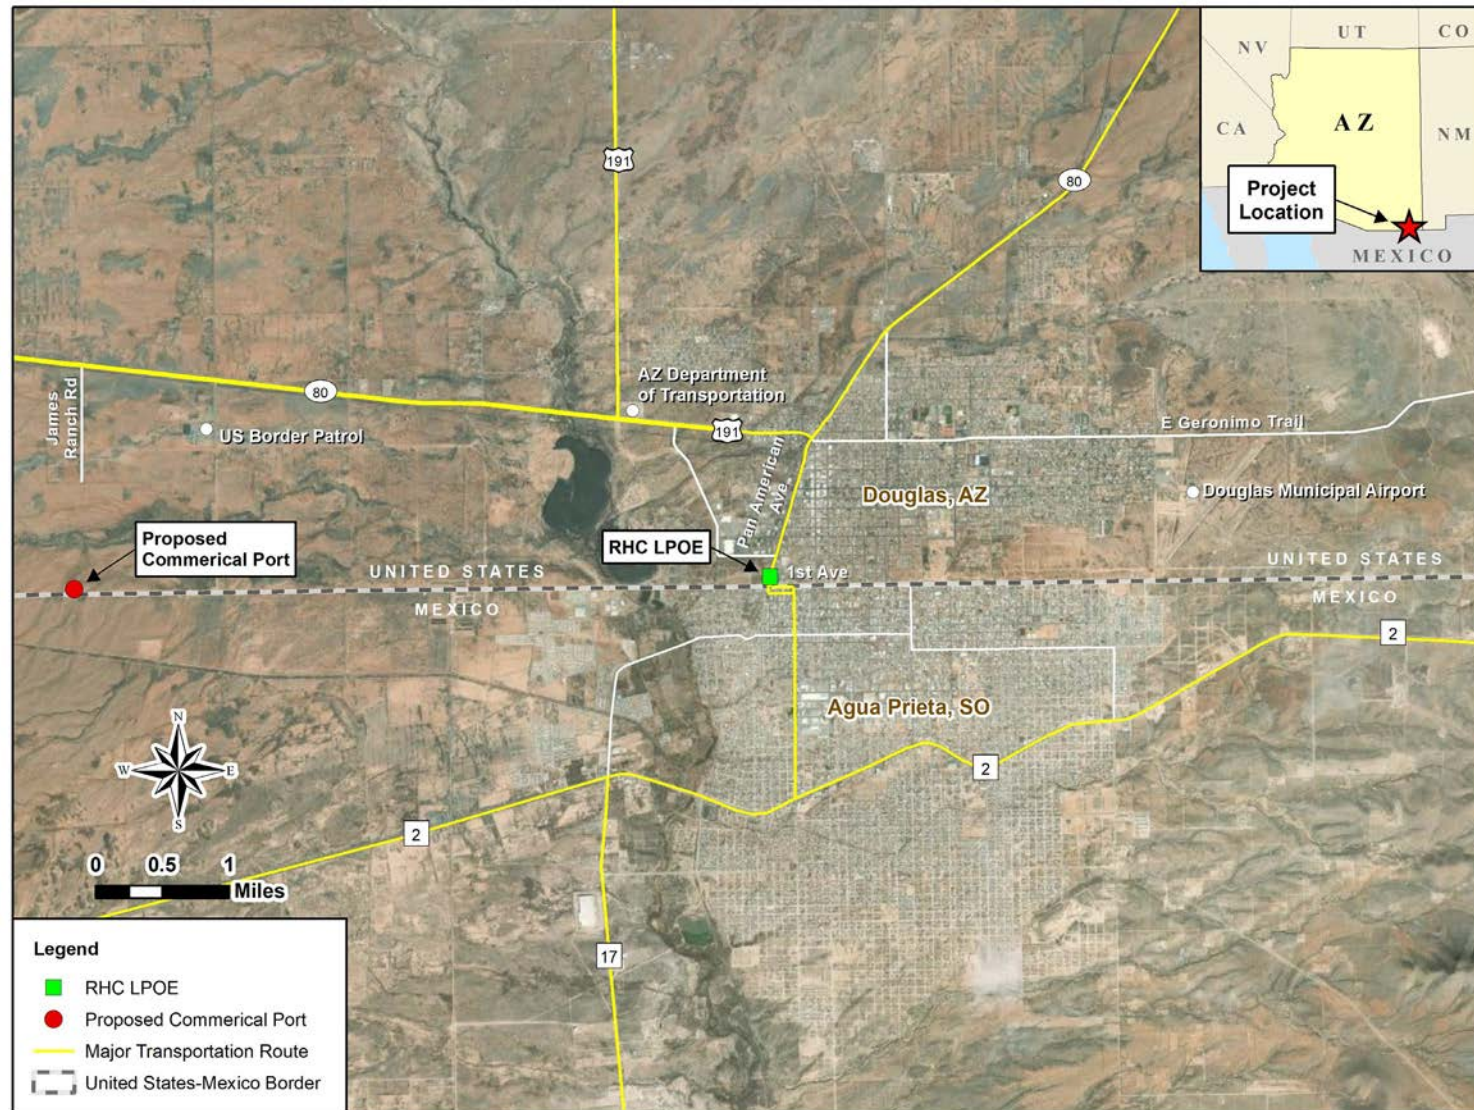 UT
CO
NV
CA
AZ
NM
Project
Location
MEXICO
191
80
80
AZ Department
of Transportation
James
Ranch Rd
US Border Patrol
191
E Geronimo Trail
Pan American
Ave
Douglas, AZ
Douglas Municipal Airport
Proposed
Commerical Port
RHC LPOE
1st Ave
UNITED STATES
MEXICO
UNITED STATES
MEXICO
2
Agua Prieta, SO
2
2
17
N
W
E
S
0 0.5 1
Miles
Legend
RHC LPOE
Proposed Commerical Port
Major Transportation Route
United States-Mexico Border